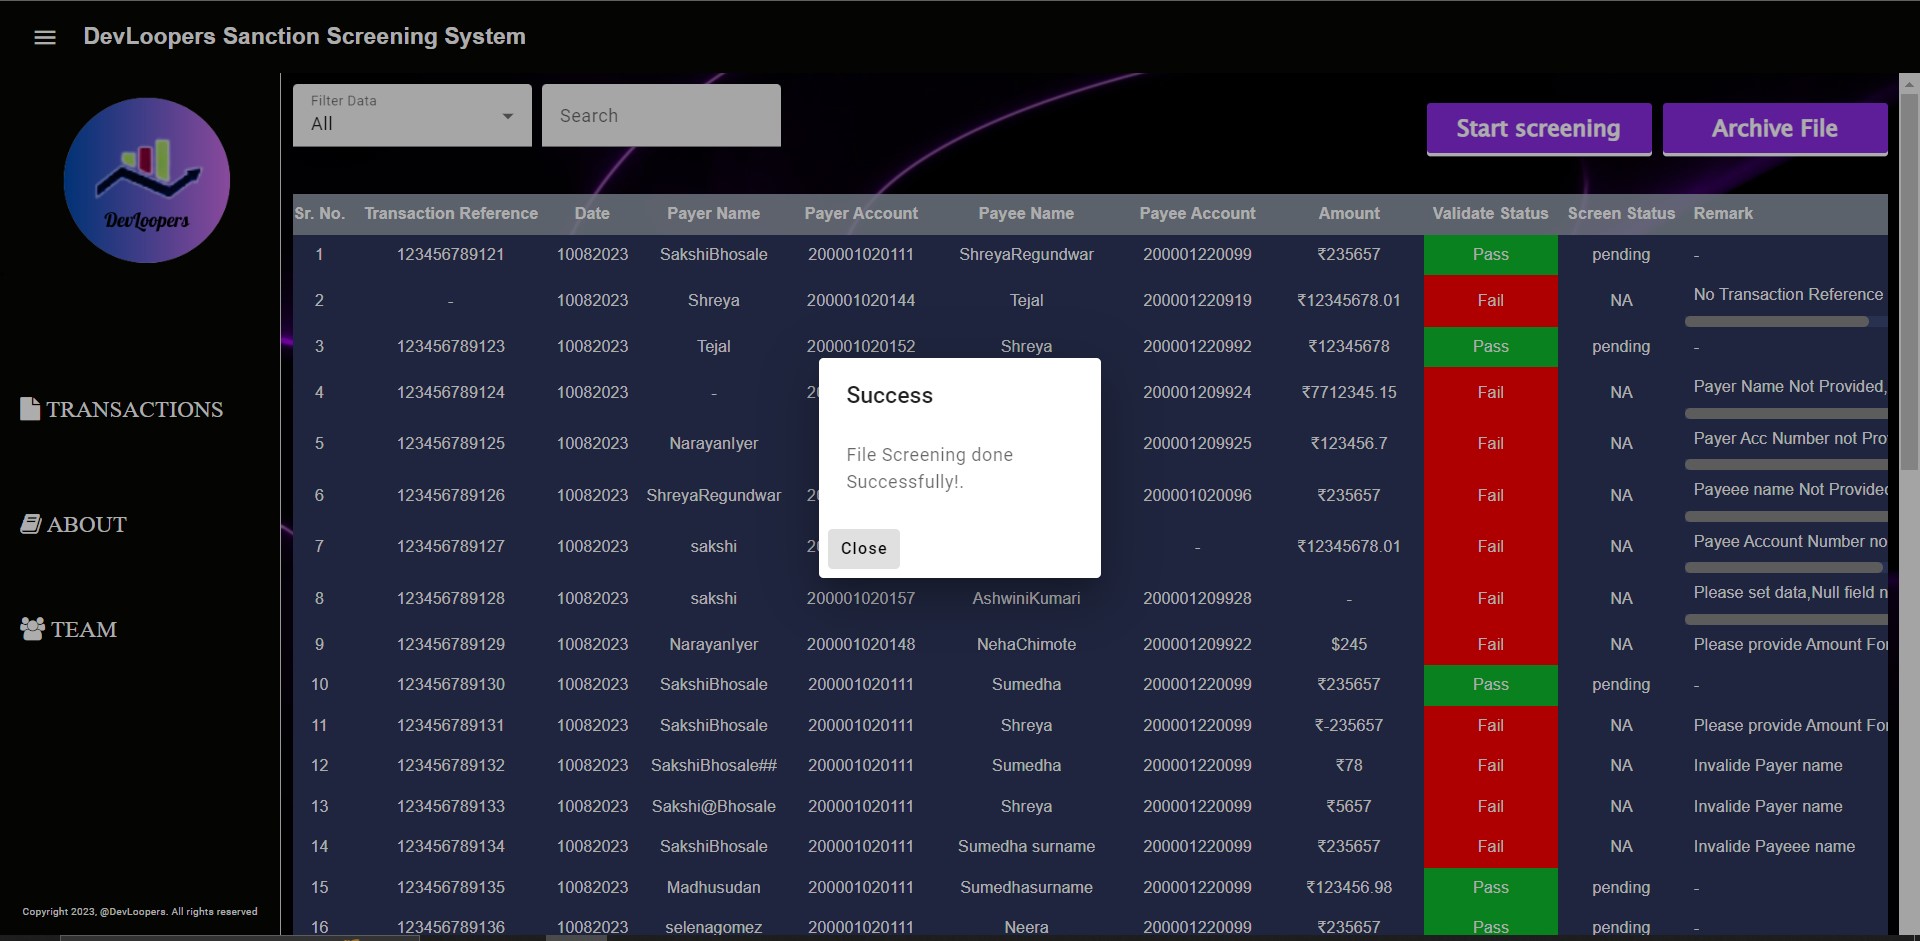 DevLoopers Sanction Screening System
DevLoopers
TRANSACTIONS
ABOUT
TEAM
Copyright 2023, @DevLoopers. All rights reserved
Filter Data
All
Search
Start screening
Archive File
Sr. No. Transaction Reference Date Payer Name Payer Account Payee Name Payee Account Amount Validate Status Screen Status Remark
1 123456789121 10082023 SakshiBhosale 200001020111 ShreyaRegundwar 200001220099 ₹235657 Pass pending -
2 - 10082023 Shreya 200001020144 Tejal 200001220919 ₹12345678.01 Fail NA No Transaction Reference
3 123456789123 10082023 Tejal 200001020152 Shreya 200001220992 ₹12345678 Pass pending -
4 123456789124 10082023 - 200001209924 ₹7712345.15 Fail NA Payer Name Not Provided,
5 123456789125 10082023 NarayanIyer 200001209925 ₹123456.7 Fail NA Payer Acc Number not Pro
6 123456789126 10082023 ShreyaRegundwar 20 200001020096 ₹235657 Fail NA Payeee name Not Provided
7 123456789127 10082023 sakshi 20 - ₹12345678.01 Fail NA Payee Account Number no
8 123456789128 10082023 sakshi 200001020157 AshwiniKumari 200001209928 - Fail NA Please set data,Null field n
9 123456789129 10082023 NarayanIyer 200001020148 NehaChimote 200001209922 $245 Fail NA Please provide Amount For
10 123456789130 10082023 SakshiBhosale 200001020111 Sumedha 200001220099 ₹235657 Pass pending -
11 123456789131 10082023 SakshiBhosale 200001020111 Shreya 200001220099 ₹-235657 Fail NA Please provide Amount For
12 123456789132 10082023 SakshiBhosale## 200001020111 Sumedha 200001220099 ₹78 Fail NA Invalide Payer name
13 123456789133 10082023 Sakshi@Bhosale 200001020111 Shreya 200001220099 ₹5657 Fail NA Invalide Payer name
14 123456789134 10082023 SakshiBhosale 200001020111 Sumedha surname 200001220099 ₹235657 Fail NA Invalide Payeee name
15 123456789135 10082023 Madhusudan 200001020111 Sumedhasurname 200001220099 ₹123456.98 Pass pending -
16 123456789136 10082023 selenagomez 200001020111 Neera 200001220099 ₹235657 Pass pending -
Success
File Screening done
Successfully!.
Close